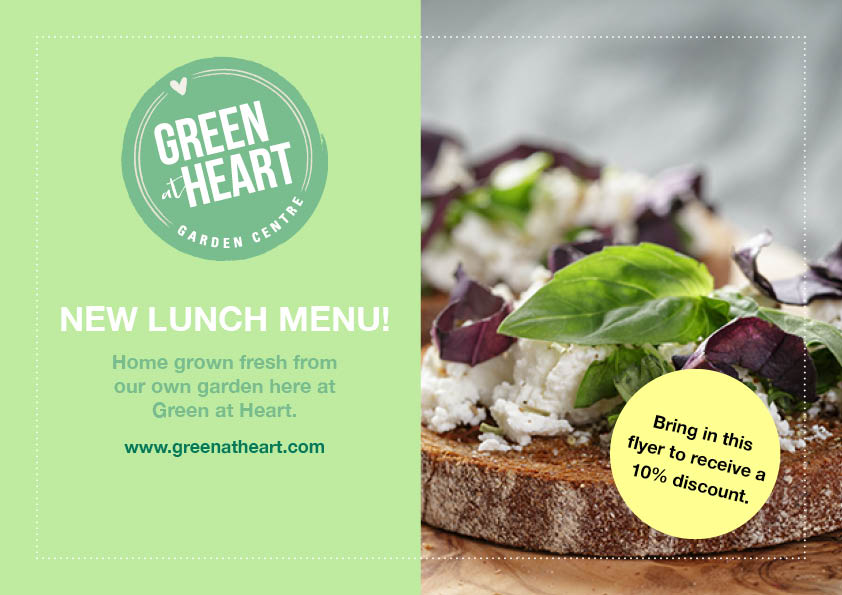 GREEN
at HEART
GARDEN CENTRE
NEW LUNCH MENU!
Home grown fresh from
our own garden here at
Green at Heart.
www.greenatheart.com
Bring in this
flyer to receive a
10% discount.